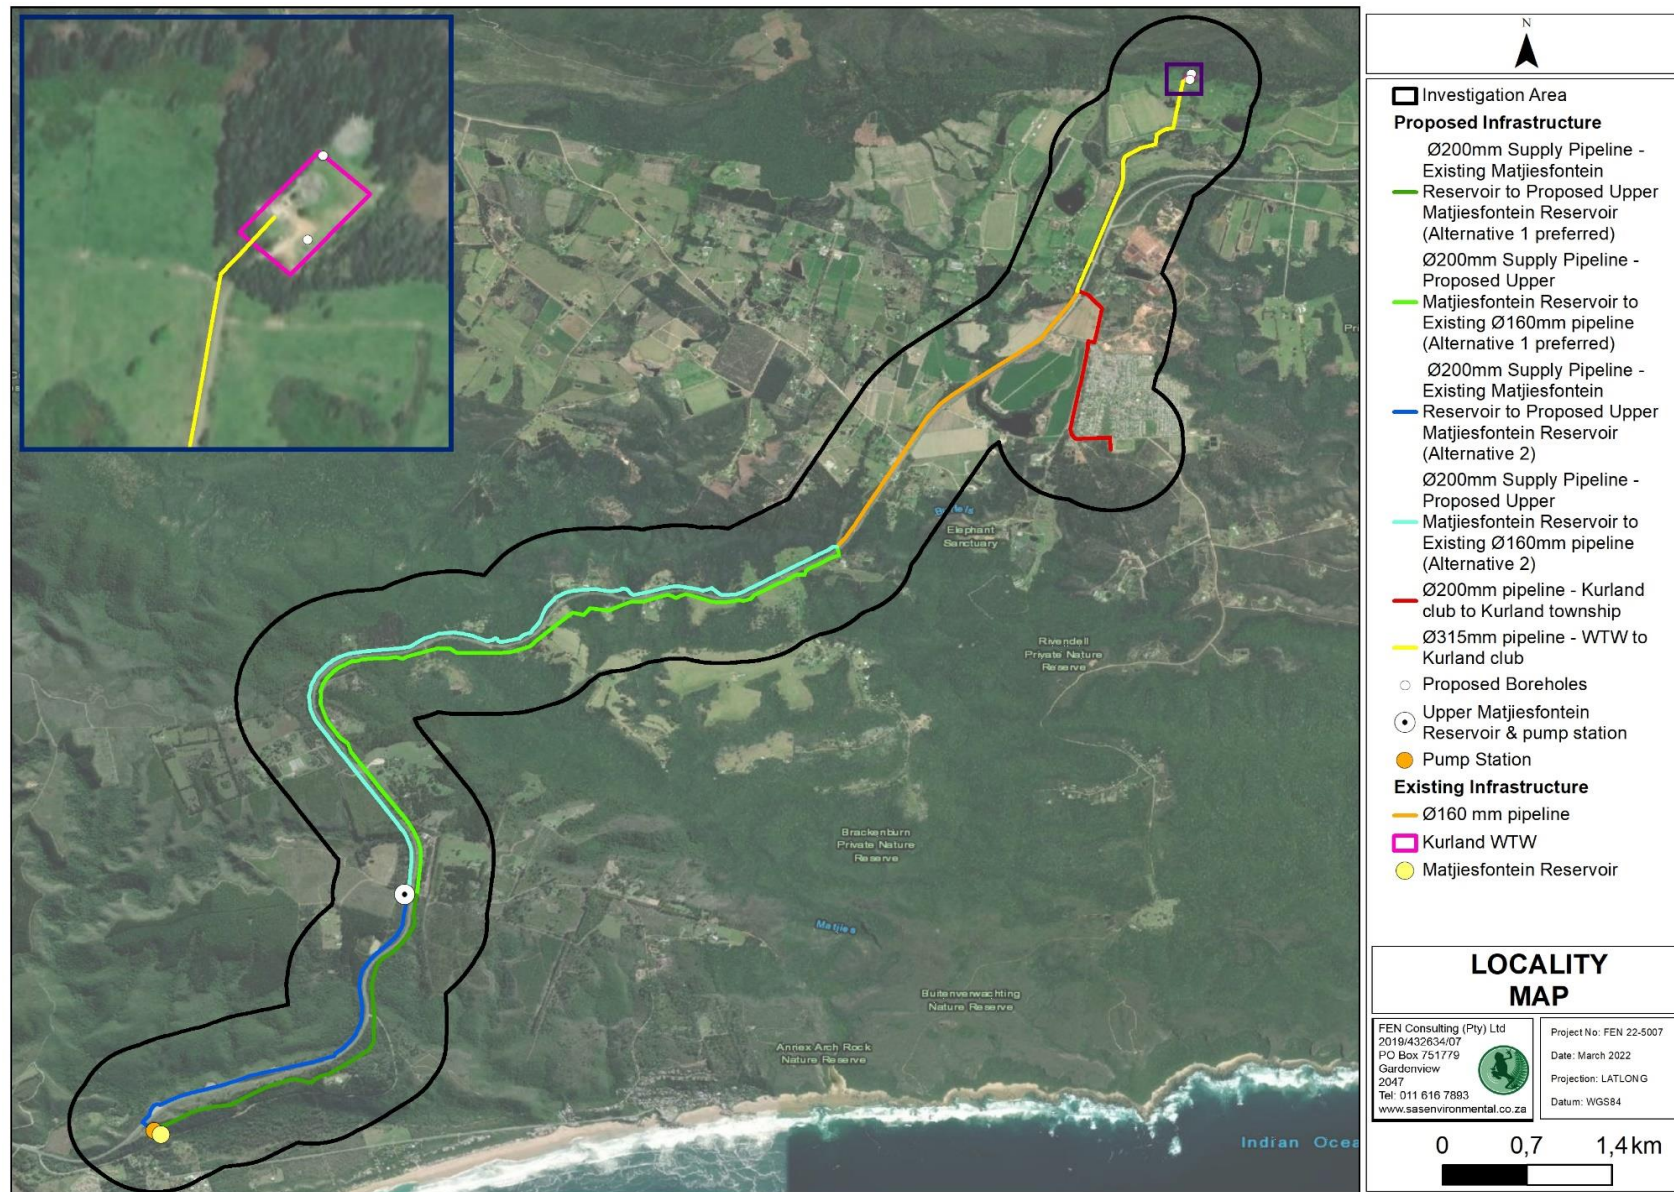 N
Investigation Area
Proposed Infrastructure
Ø200mm Supply Pipeline -
Existing Matjiesfontein
Reservoir to Proposed Upper
Matjiesfontein Reservoir
(Alternative 1 preferred)
Ø200mm Supply Pipeline -
Proposed Upper
Matjiesfontein Reservoir to
Existing Ø160mm pipeline
(Alternative 1 preferred)
Ø200mm Supply Pipeline -
Existing Matjiesfontein
Reservoir to Proposed Upper
Matjiesfontein Reservoir
(Alternative 2)
Ø200mm Supply Pipeline -
Proposed Upper
Matjiesfontein Reservoir to
Existing Ø160mm pipeline
(Alternative 2)
Ø200mm pipeline - Kurland
club to Kurland township
Ø315mm pipeline - WTW to
Kurland club
Proposed Boreholes
Upper Matjiesfontein
Reservoir & pump station
Pump Station
Existing Infrastructure
Ø160 mm pipeline
Kurland WTW
Matjiesfontein Reservoir
LOCALITY
MAP
FEN Consulting (Pty) Ltd
2019/432634/07
PO Box 751779
Gardenview
2047
Tel: 011 616 7893
www.sasenvironmental.co.za
Project No: FEN 22-5007
Date: March 2022
Projection: LATLONG
Datum: WGS84
0 0,7 1,4 km
Elephant
Sanctuary
Rivendell
Private Nature
Reserve
Brackenburn
Private Nature
Reserve
Matjies
Buitenverwachting
Nature Reserve
Annex Arch Rock
Nature Reserve
Indian Ocea